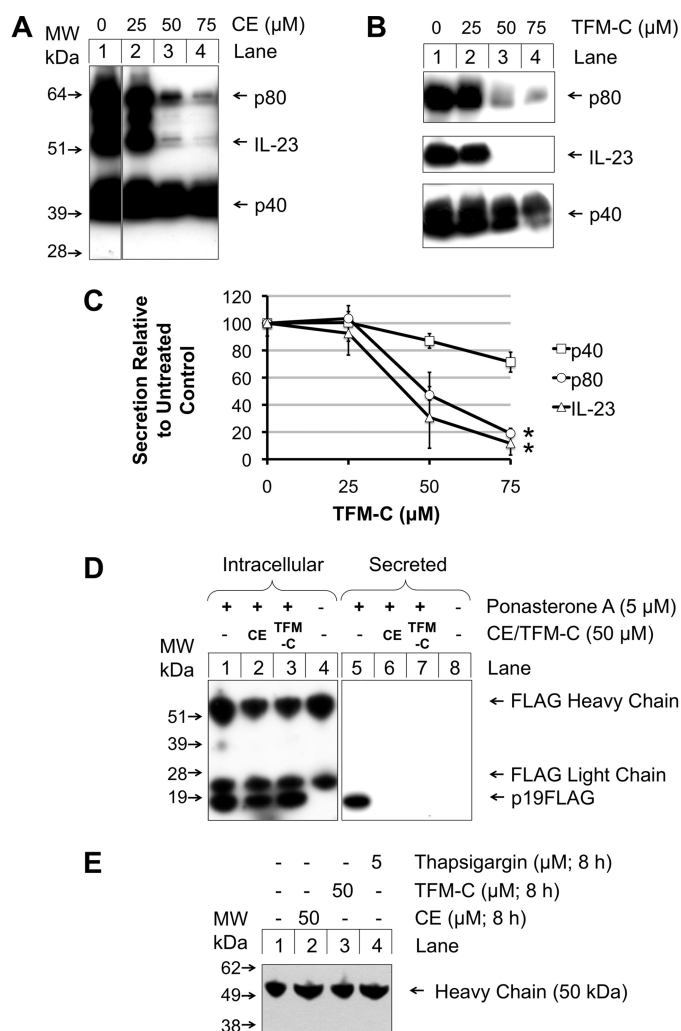 A
MW
kDa
0 25 50 75 CE (μM)
1 2 3 4 Lane
64→ ← p80
51→ ← IL-23
39→ ← p40
28→
B
0 25 50 75 TFM-C (μM)
1 2 3 4 Lane
← p80
← IL-23
← p40
C
Secretion Relative
to Untreated
Control
120
100
80
60
40
20
0
0 25 50 75
TFM-C (μM)
p40
p80
IL-23
*
*
D
Intracellular Secreted
+ + + - + + + - Ponasterone A (5 μM)
- CE TFM-C - - CE TFM-C - CE/TFM-C (50 μM)
MW
kDa
1 2 3 4 5 6 7 8 Lane
51→ ← FLAG Heavy Chain
39→
28→ ← FLAG Light Chain
19→ ← p19FLAG
E
- - - 5 Thapsigargin (μM; 8 h)
- - 50 - TFM-C (μM; 8 h)
- 50 - - CE (μM; 8 h)
MW
kDa
1 2 3 4 Lane
62→
49→ ← Heavy Chain (50 kDa)
38→